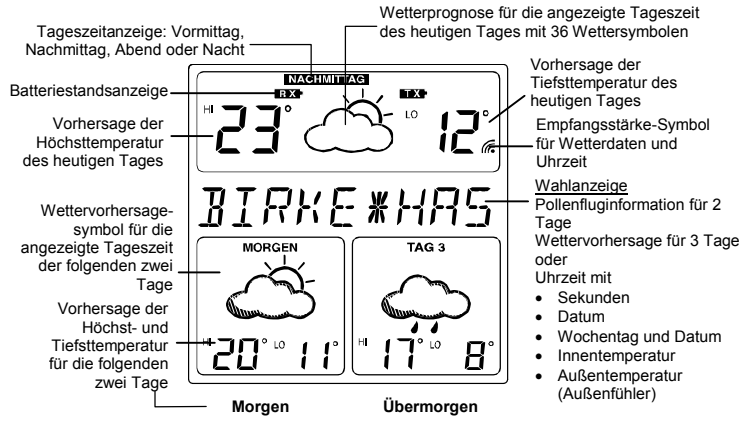 Wetterprognose für die angezeigte Tageszeit
des heutigen Tages mit 36 Wettersymbolen
Tageszeitanzeige: Vormittag,
Nachmittag, Abend oder Nacht
Batteriestandsanzeige
Vorhersage der
Höchsttemperatur
des heutigen Tages
NACHMITTAG
RX
TX
HI
23°
LO
12°
Vorhersage der
Tiefsttemperatur des
heutigen Tages
Empfangsstärke-Symbol
für Wetterdaten und
Uhrzeit
BIRKE*HAS
Wahlanzeige
Pollenfluginformation für 2
Tage
Wettervorhersage für 3 Tage
oder
Uhrzeit mit
• Sekunden
• Datum
• Wochentag und Datum
• Innentemperatur
• Außentemperatur
(Außenfühler)
Wettervorhersage-
symbol für die
angezeigte Tageszeit
der folgenden zwei
Tage
Vorhersage der
Höchst- und
Tiefsttemperatur
für die folgenden
zwei Tage
MORGEN
HI 20° LO 11°
TAG 3
HI 17° LO 8°
Morgen
Übermorgen